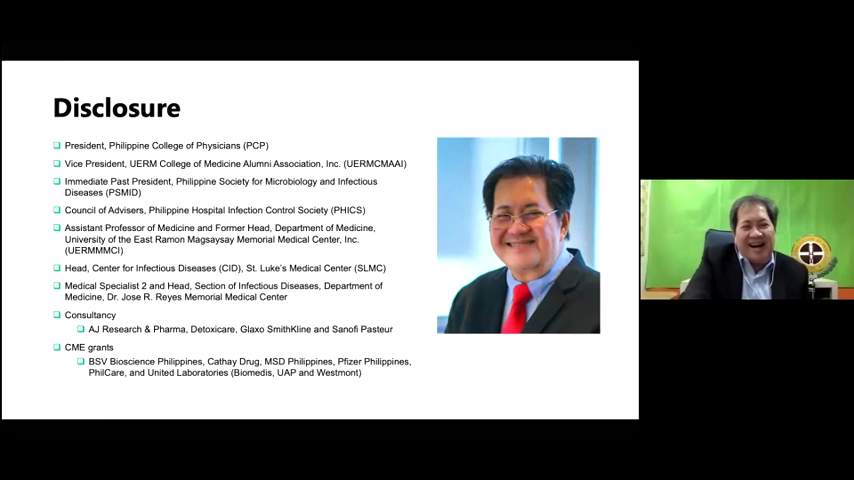 Disclosure
President, Philippine College of Physicians (PCP)
Vice President, UERM College of Medicine Alumni Association, Inc. (UERMCMAAI)
Immediate Past President, Philippine Society for Microbiology and Infectious
Diseases (PSMID)
Council of Advisers, Philippine Hospital Infection Control Society (PHICS)
Assistant Professor of Medicine and Former Head, Department of Medicine,
University of the East Ramon Magsaysay Memorial Medical Center, Inc.
(UERMMMCI)
Head, Center for Infectious Diseases (CID), St. Luke's Medical Center (SLMC)
Medical Specialist 2 and Head, Section of Infectious Diseases, Department of
Medicine, Dr. Jose R. Reyes Memorial Medical Center
Consultancy
AJ Research & Pharma, Detoxicare, Glaxo SmithKline and Sanofi Pasteur
CME grants
BSV Bioscience Philippines, Cathay Drug, MSD Philippines, Pfizer Philippines,
PhilCare, and United Laboratories (Biomedis, UAP and Westmont)